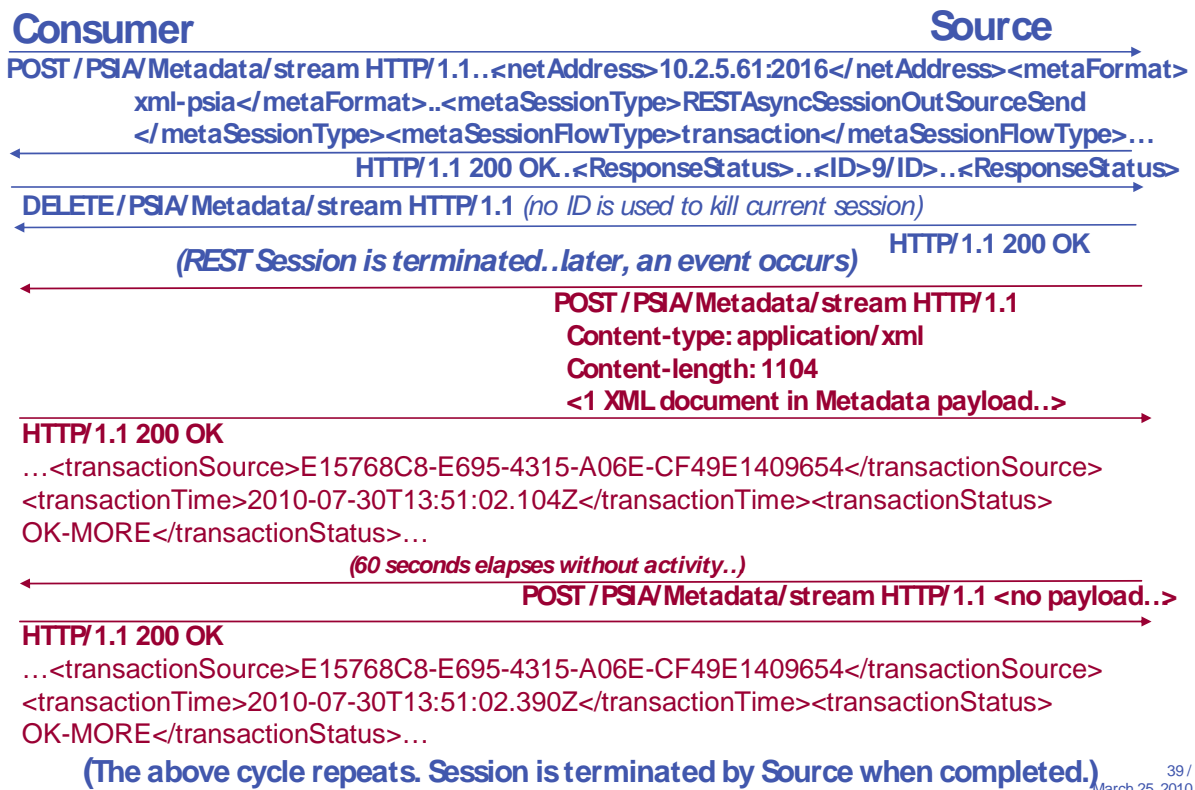 Consumer Source
POST / PSIA/Metadata/stream HTTP/1.1…<netAddress>10.2.5.61:2016</netAddress><metaFormat>
xml-psia</metaFormat>..<metaSessionType>RESTAsyncSessionOutSourceSend
</metaSessionType><metaSessionFlowType>transaction</metaSessionFlowType>…
HTTP/1.1 200 OK…<ResponseStatus>…<ID>9/ID>…<ResponseStatus>
DELETE / PSIA/Metadata/stream HTTP/1.1 (no ID is used to kill current session)
HTTP/1.1 200 OK
(REST Session is terminated…later, an event occurs)
POST / PSIA/Metadata/stream HTTP/1.1
Content-type: application/xml
Content-length: 1104
<1 XML document in Metadata payload…>
HTTP/1.1 200 OK
…<transactionSource>E15768C8-E695-4315-A06E-CF49E1409654</transactionSource>
<transactionTime>2010-07-30T13:51:02.104Z</transactionTime><transactionStatus>
OK-MORE</transactionStatus>…
(60 seconds elapses without activity…)
POST / PSIA/Metadata/stream HTTP/1.1 <no payload…>
HTTP/1.1 200 OK
…<transactionSource>E15768C8-E695-4315-A06E-CF49E1409654</transactionSource>
<transactionTime>2010-07-30T13:51:02.390Z</transactionTime><transactionStatus>
OK-MORE</transactionStatus>…
(The above cycle repeats. Session is terminated by Source when completed.)
39 /
March 25, 2010